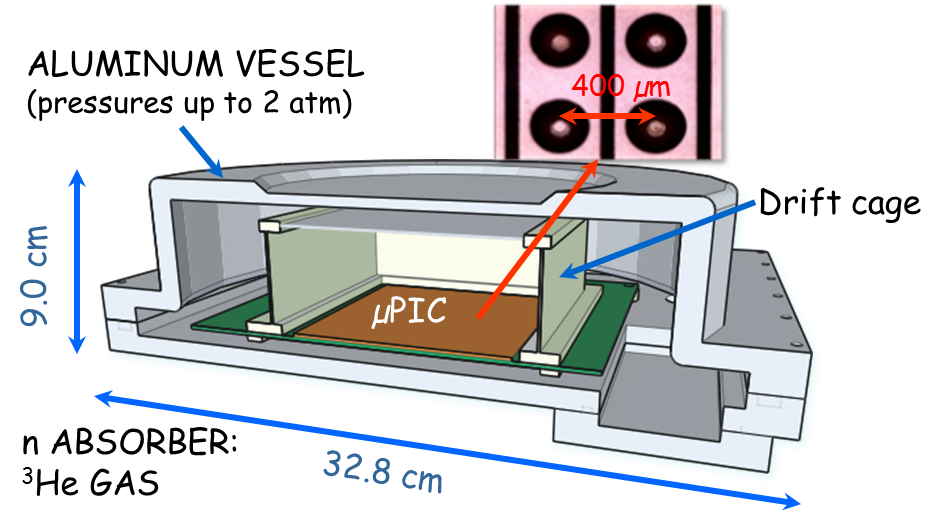 ALUMINUM VESSEL
(pressures up to 2 atm)
400 µm
Drift cage
9.0 cm
µPIC
n ABSORBER:
³He GAS
32.8 cm